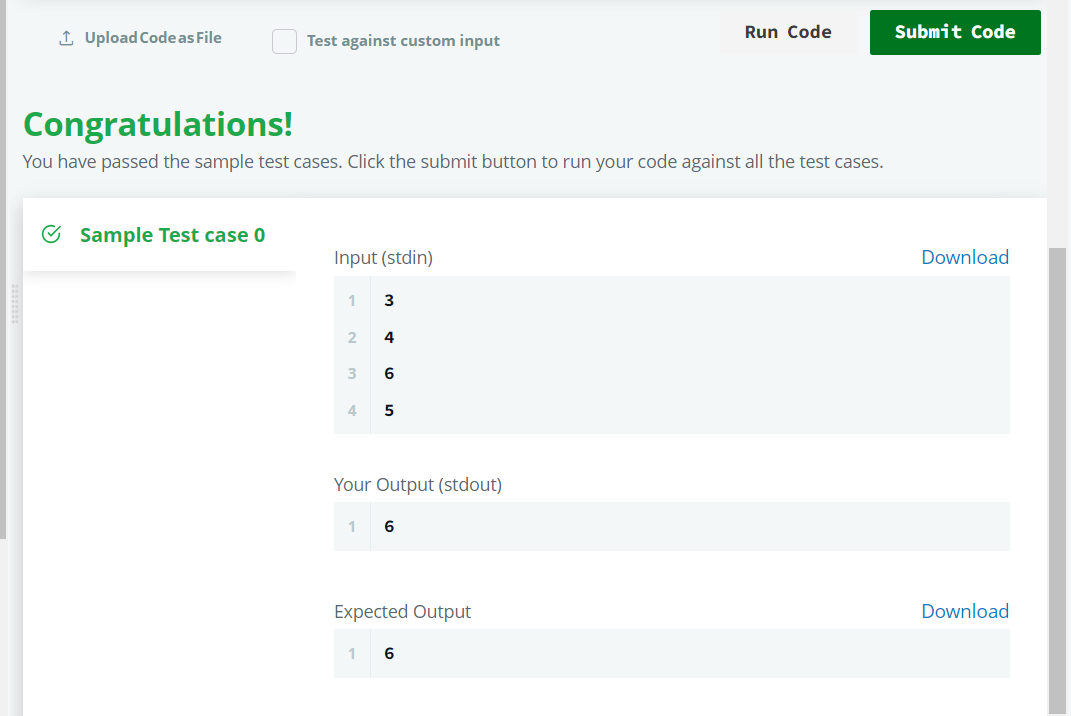 Upload Code as File
Test against custom input
Run Code
Submit Code
Congratulations!
You have passed the sample test cases. Click the submit button to run your code against all the test cases.
Sample Test case 0
Input (stdin)
Download
1 3
2 4
3 6
4 5
Your Output (stdout)
1 6
Expected Output
Download
1 6